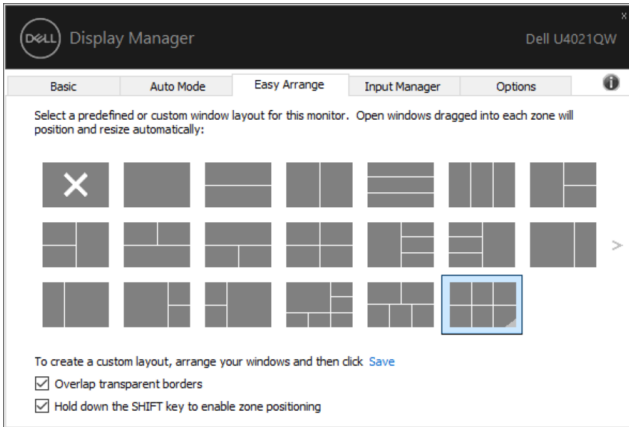 x
DELL Display Manager
Dell U4021QW
Basic
Auto Mode
Easy Arrange
Input Manager
Options
Select a predefined or custom window layout for this monitor. Open windows dragged into each zone will
position and resize automatically:
To create a custom layout, arrange your windows and then click Save
Overlap transparent borders
Hold down the SHIFT key to enable zone positioning